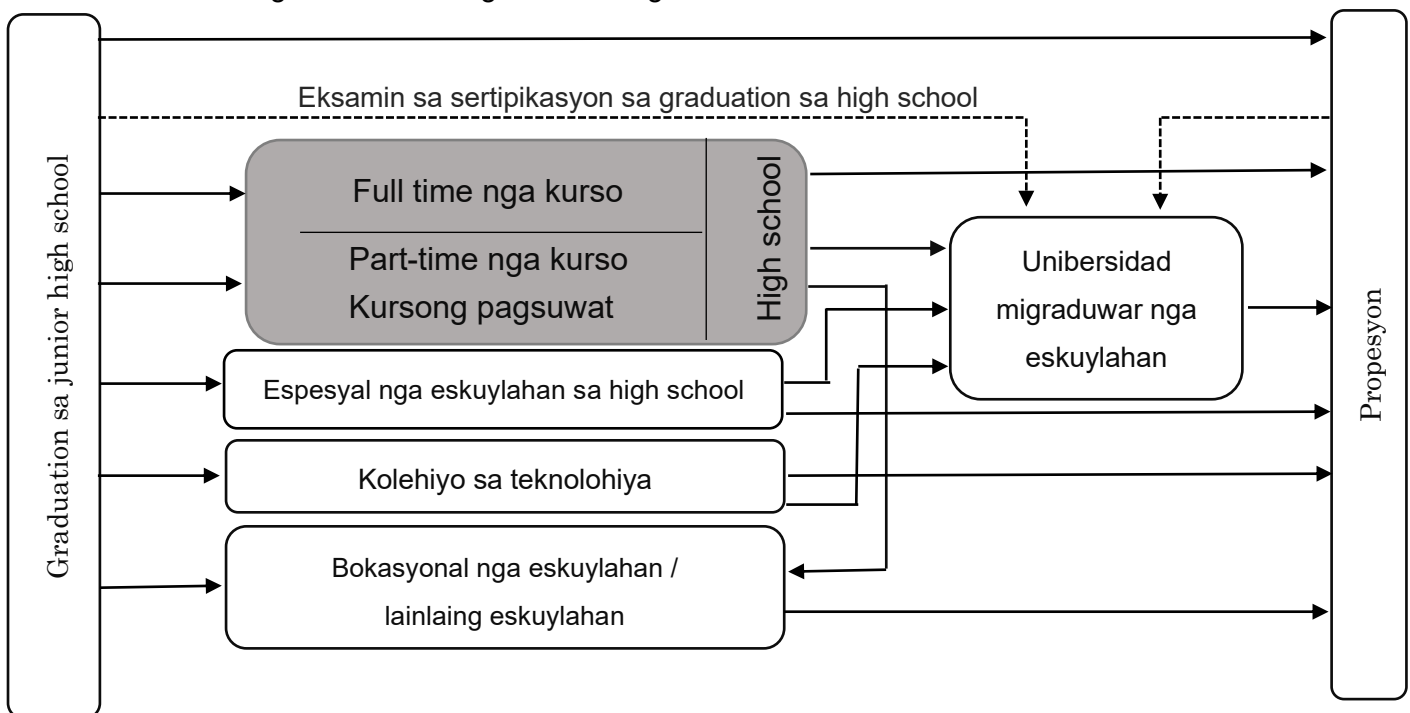 Graduation sa junior high school
Eksamin sa sertipikasyon sa graduation sa high school
Full time nga kurso
Part-time nga kurso
Kursong pagsuwat
High school
Espesyal nga eskuylahan sa high school
Kolehiyo sa teknolohiya
Bokasyonal nga eskuylahan /
lainlaing eskuylahan
Unibersidad
migraduwar nga
eskuylahan
Propesyon